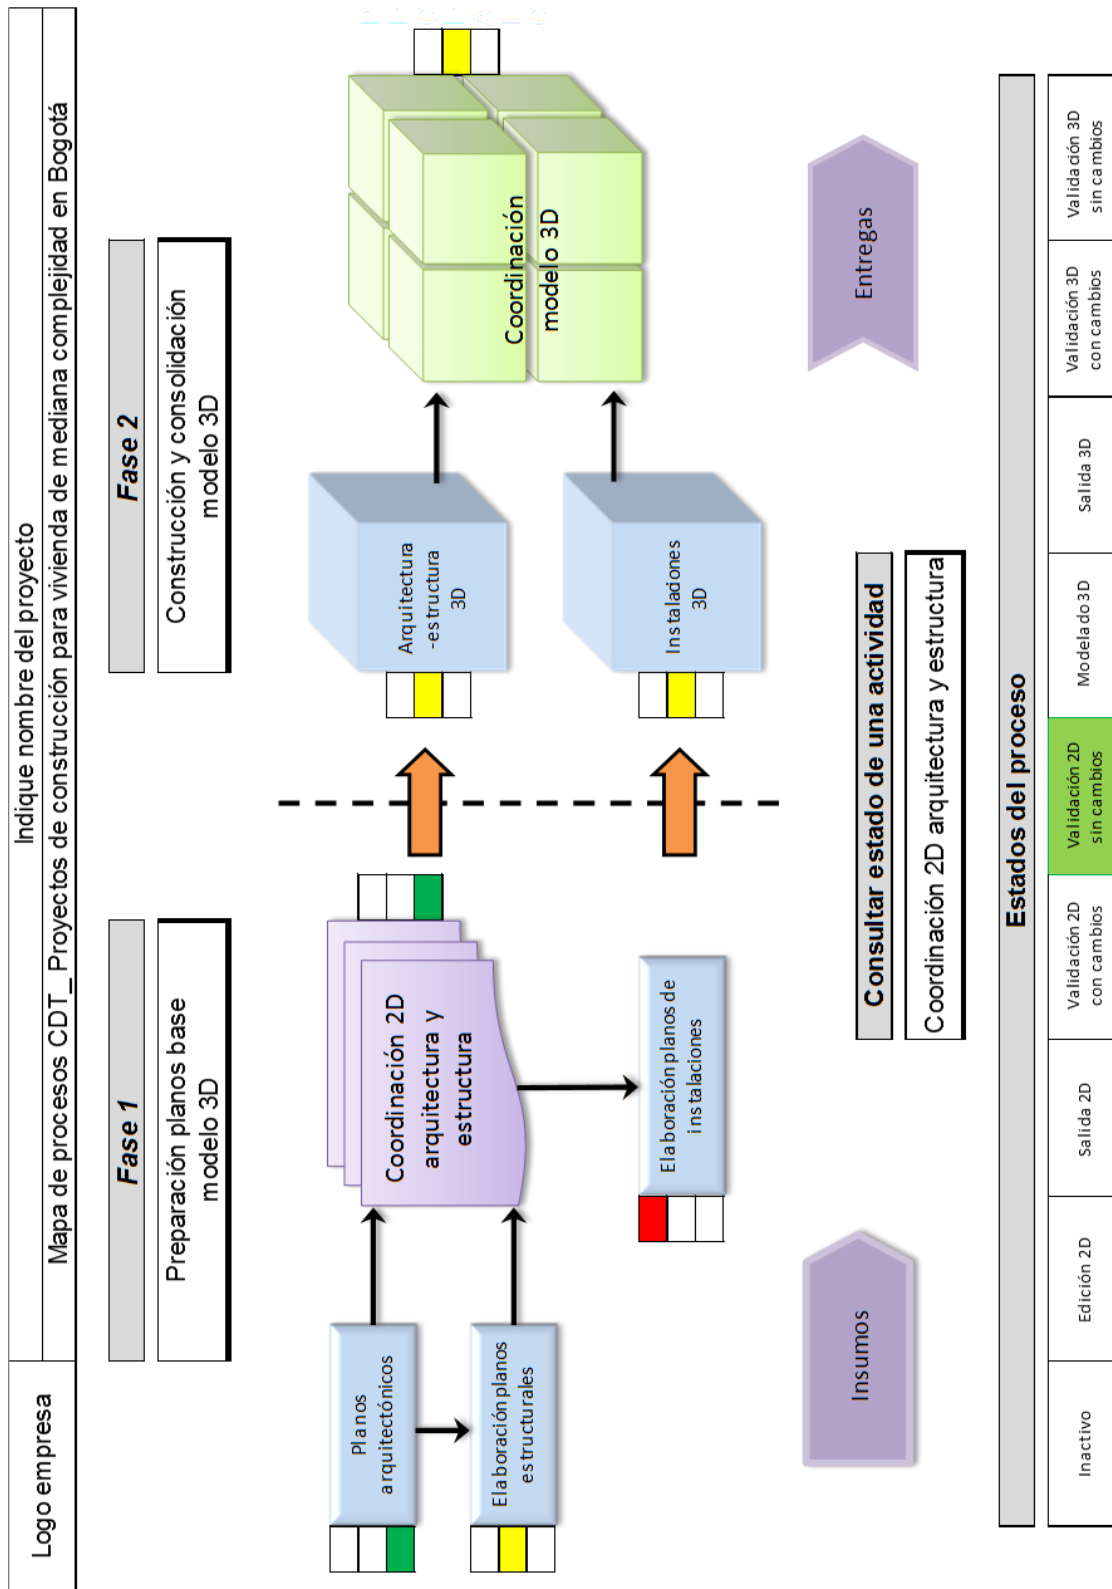 Logo empresa
Indique nombre del proyecto
Mapa de procesos CDT_ Proyectos de construcción para vivienda de mediana complejidad en Bogotá
Fase 1
Preparación planos base
modelo 3D
Fase 2
Construcción y consolidación
modelo 3D
Planos
arquitectónicos
Elaboración planos
estructurales
Coordinación 2D
arquitectura y
estructura
Elaboración planos de
instalaciones
Arquitectura
-estructura
3D
Instalaciones
3D
Coordinación
modelo 3D
Insumos
Entregas
Consultar estado de una actividad
Coordinación 2D arquitectura y estructura
Estados del proceso
Inactivo
Edición 2D
Salida 2D
Validación 2D
con cambios
Validación 2D
sin cambios
Modelado 3D
Salida 3D
Validación 3D
con cambios
Validación 3D
sin cambios